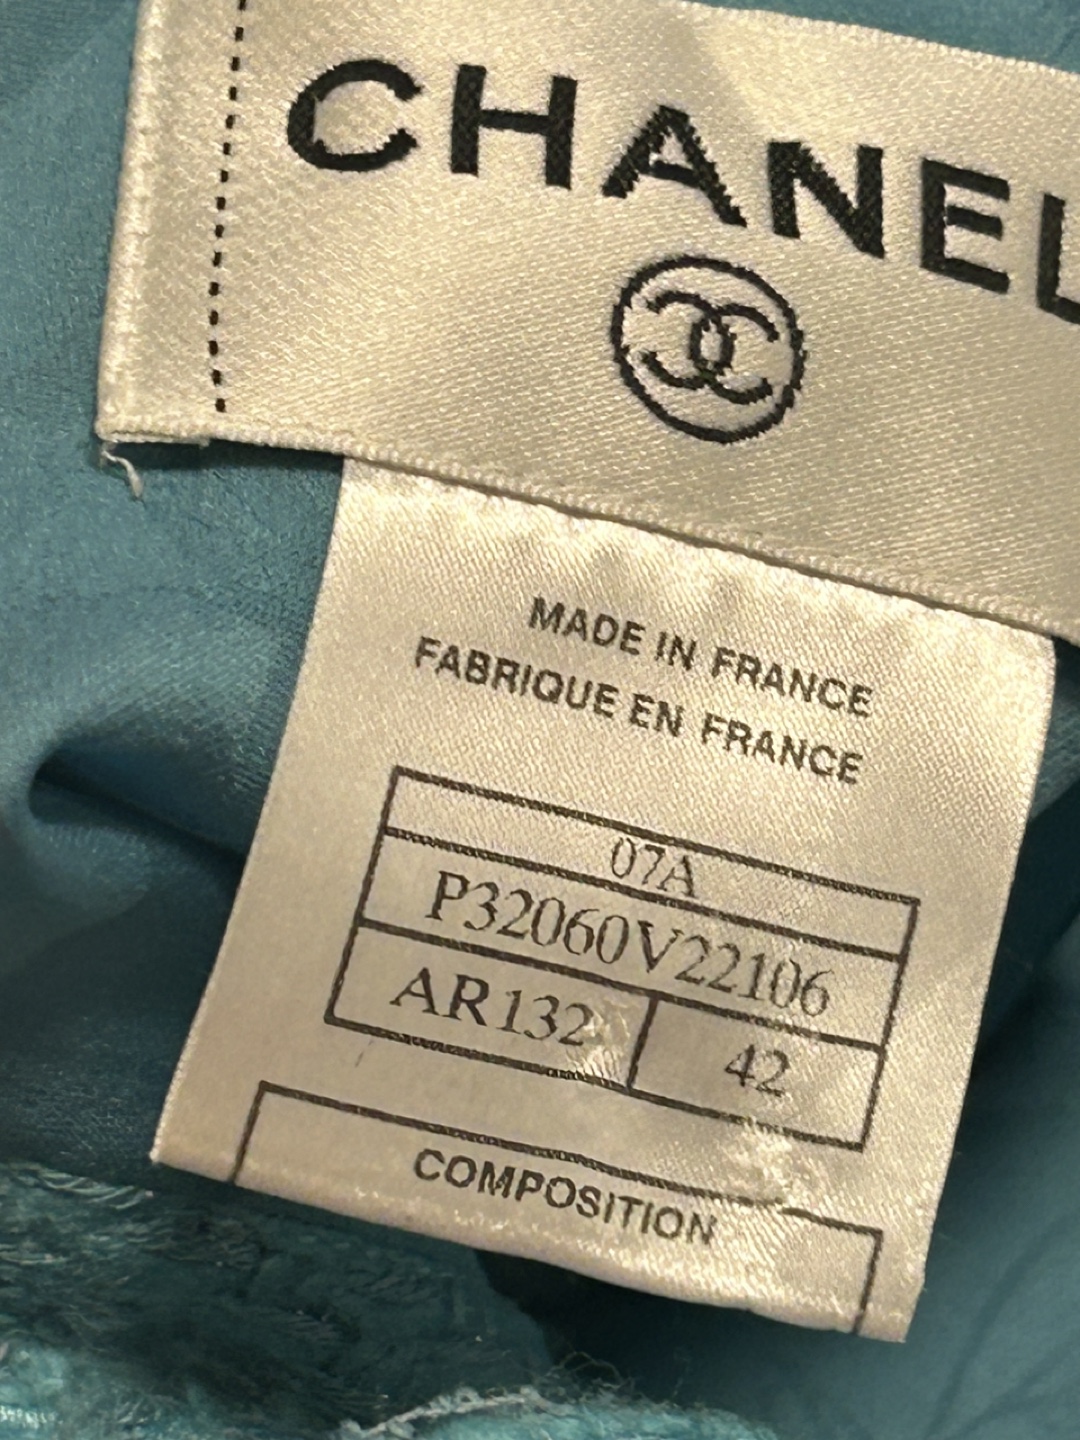 CHANEL
MADE IN FRANCE
FABRIQUE EN FRANCE
07A
P32060V22106
AR132 42
COMPOSITION